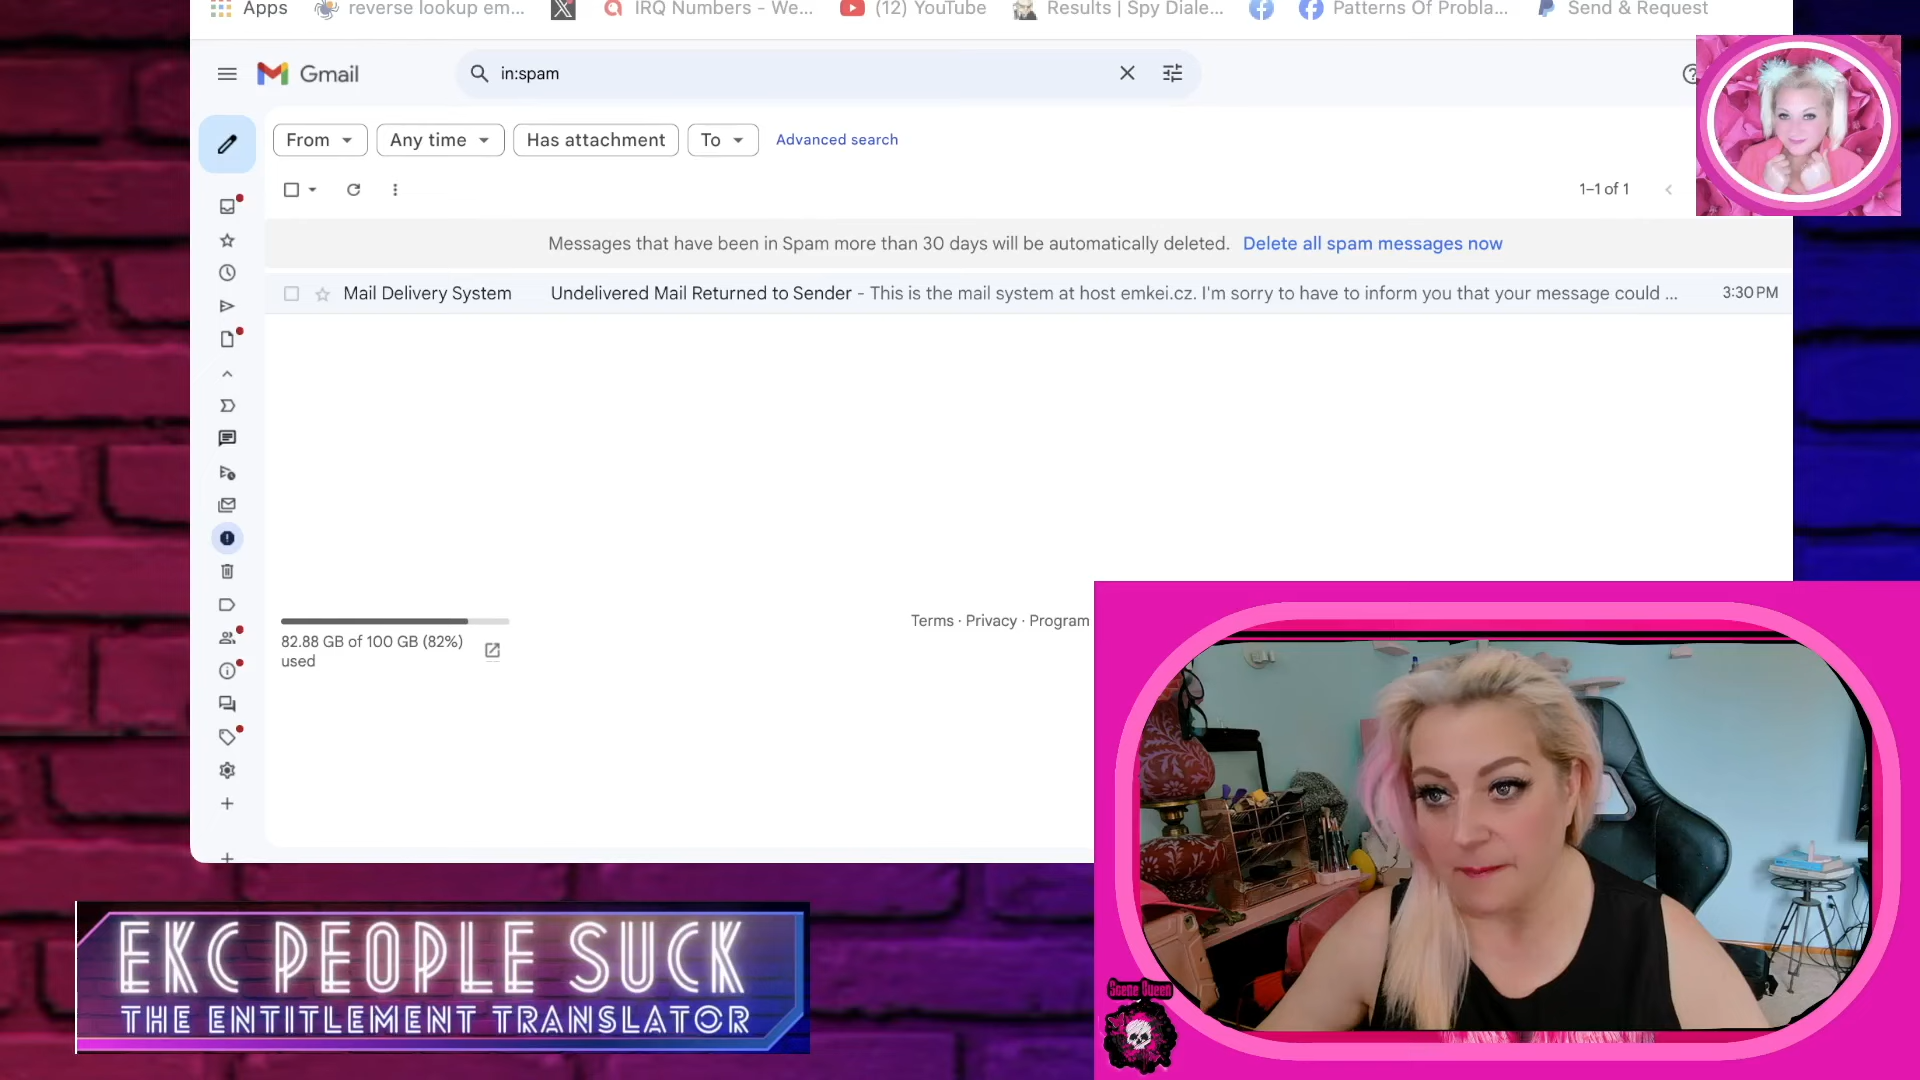 Apps
reverse lookup em...
IRQ Numbers - We...
(12) YouTube
Results | Spy Diale...
Patterns Of Probla...
Send & Request
Gmail
in:spam
From
Any time
Has attachment
To
Advanced search
1–1 of 1
Messages that have been in Spam more than 30 days will be automatically deleted. Delete all spam messages now
Mail Delivery System
Undelivered Mail Returned to Sender - This is the mail system at host emkei.cz. I'm sorry to have to inform you that your message could ...
3:30 PM
82.88 GB of 100 GB (82%)
used
Terms · Privacy · Program
EKC PEOPLE SUCK
THE ENTITLEMENT TRANSLATOR
Scene Queen